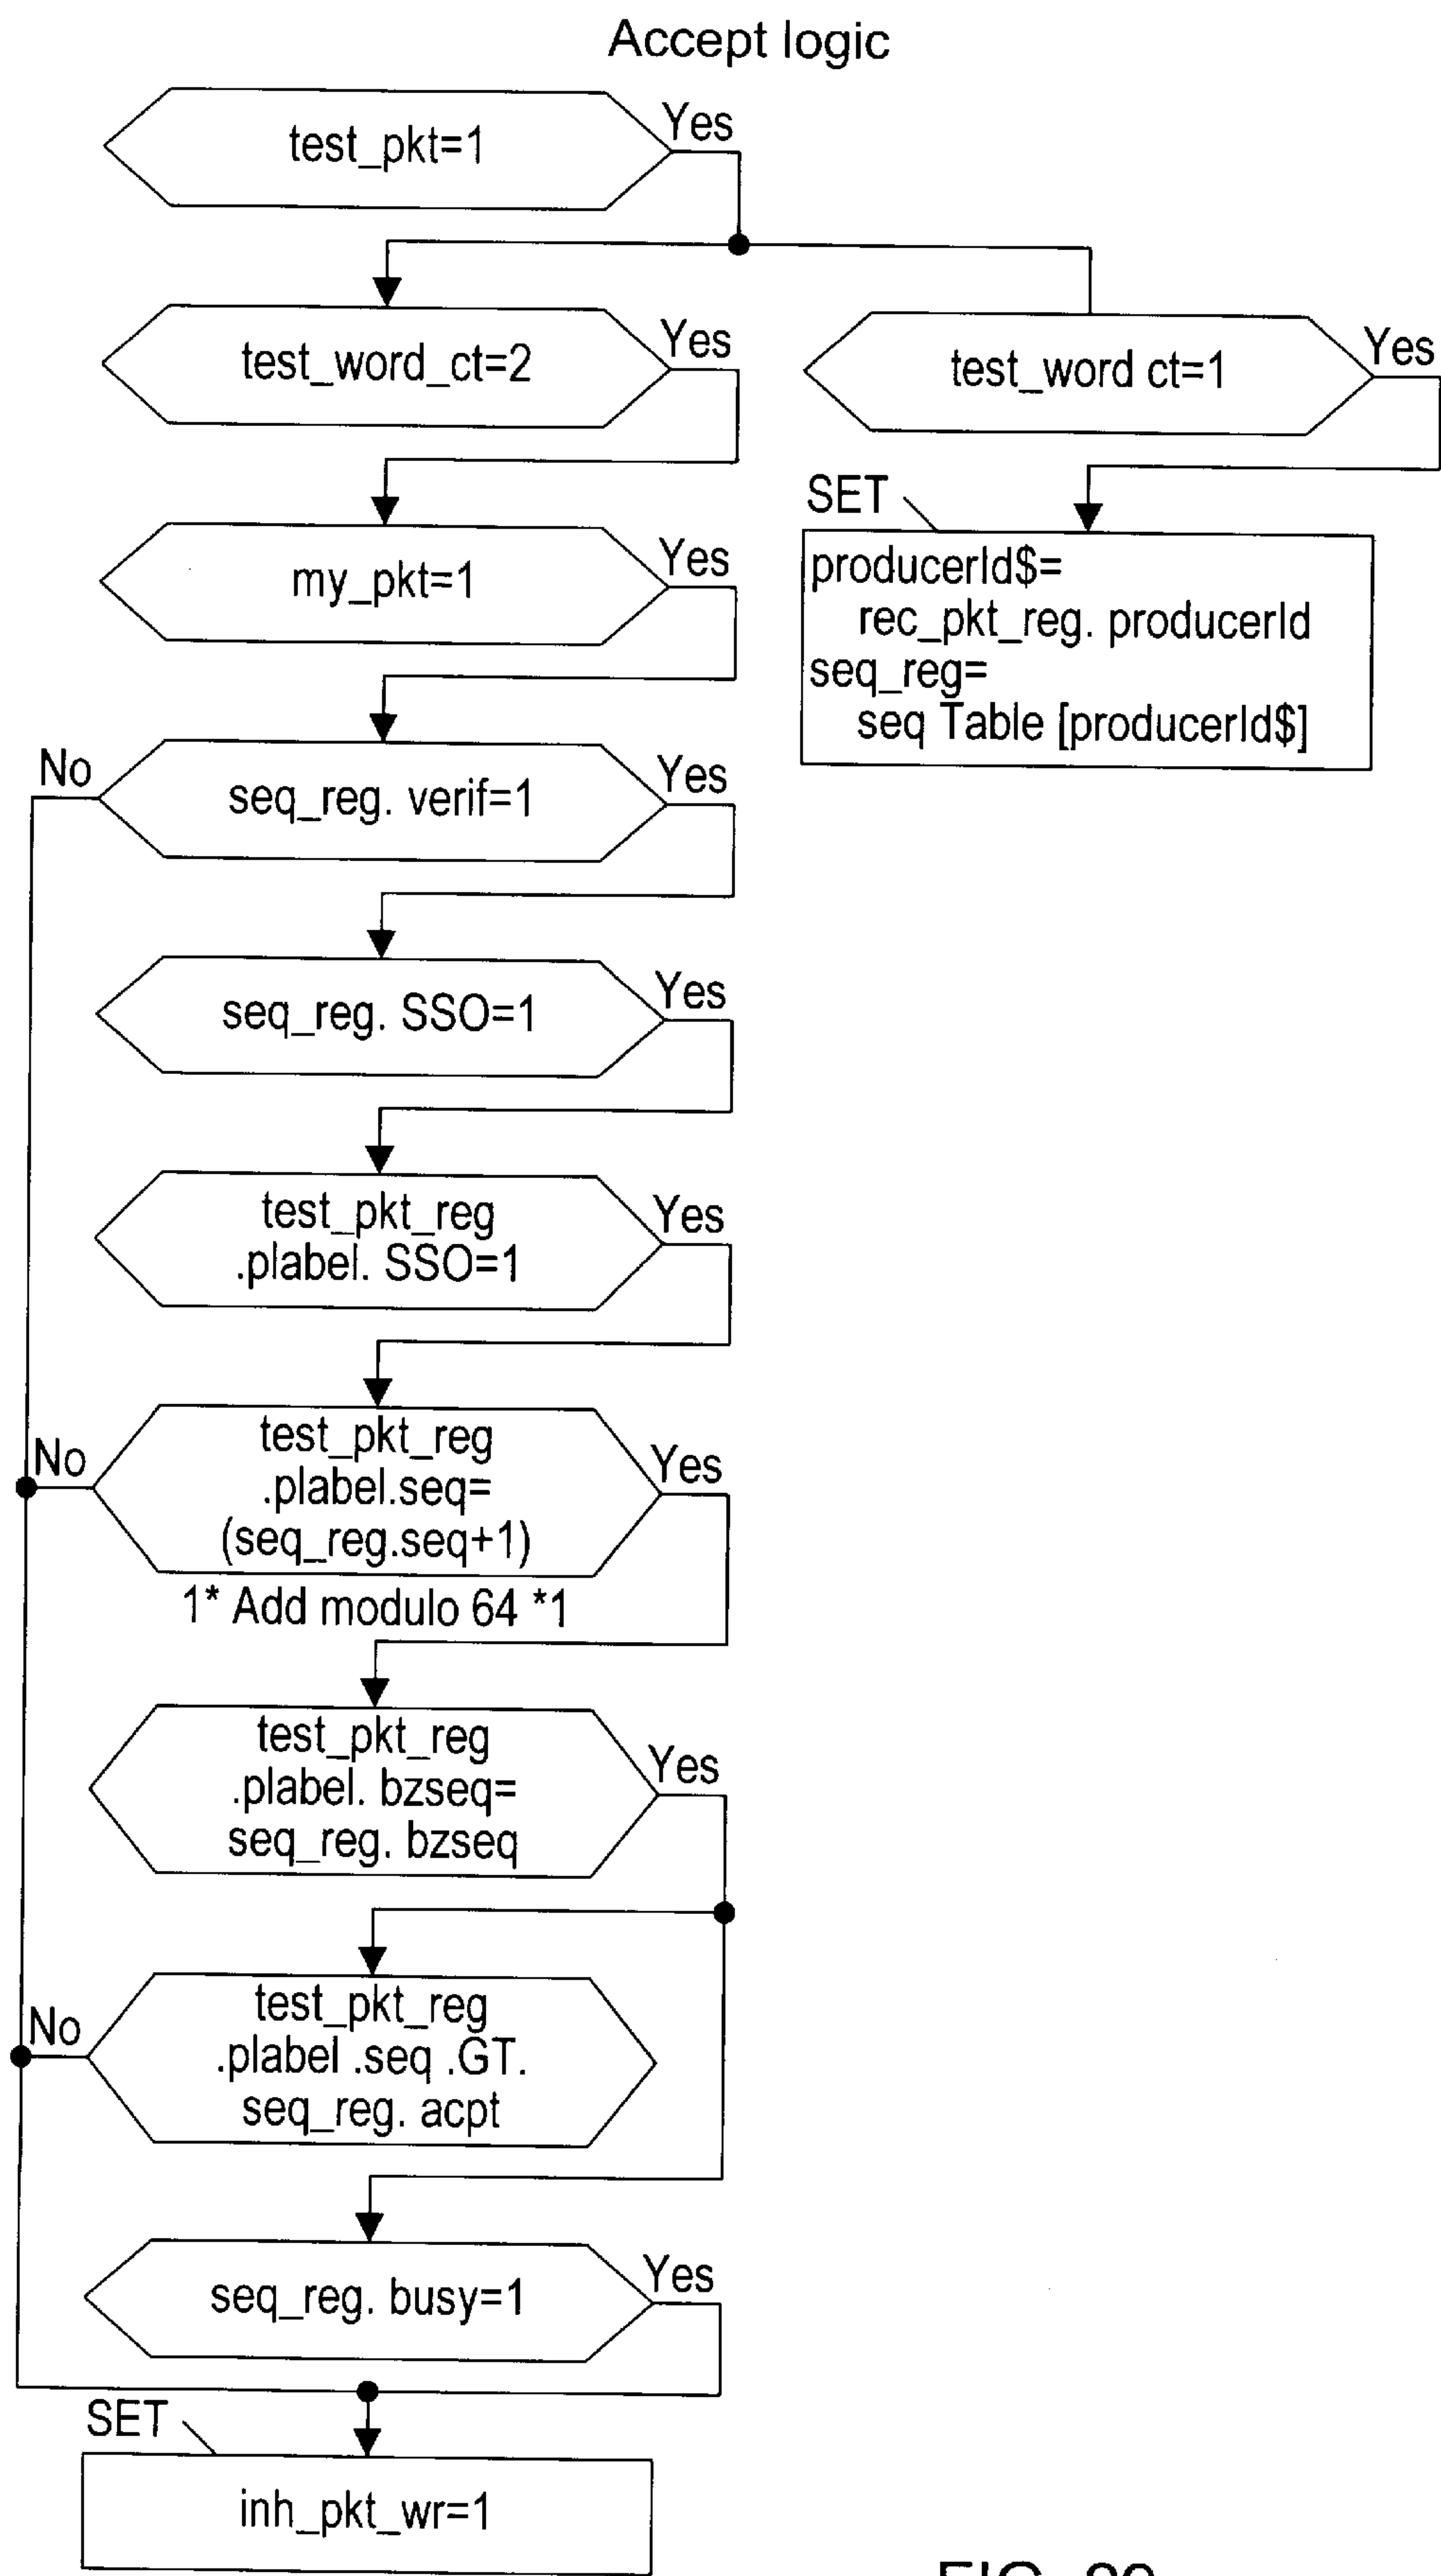 Accept logic
test_pkt=1
Yes
test_word_ct=2
Yes
test_word ct=1
Yes
my_pkt=1
Yes
SET
producerId$=
rec_pkt_reg. producerId
seq_reg=
seq Table [producerId$]
No
seq_reg. verif=1
Yes
seq_reg. SSO=1
Yes
test_pkt_reg
.plabel. SSO=1
Yes
No
test_pkt_reg
.plabel.seq=
(seq_reg.seq+1)
Yes
1* Add modulo 64 *1
test_pkt_reg
.plabel. bzseq=
seq_reg. bzseq
Yes
No
test_pkt_reg
.plabel .seq .GT.
seq_reg. acpt
seq_reg. busy=1
Yes
SET
inh_pkt_wr=1
FIG.